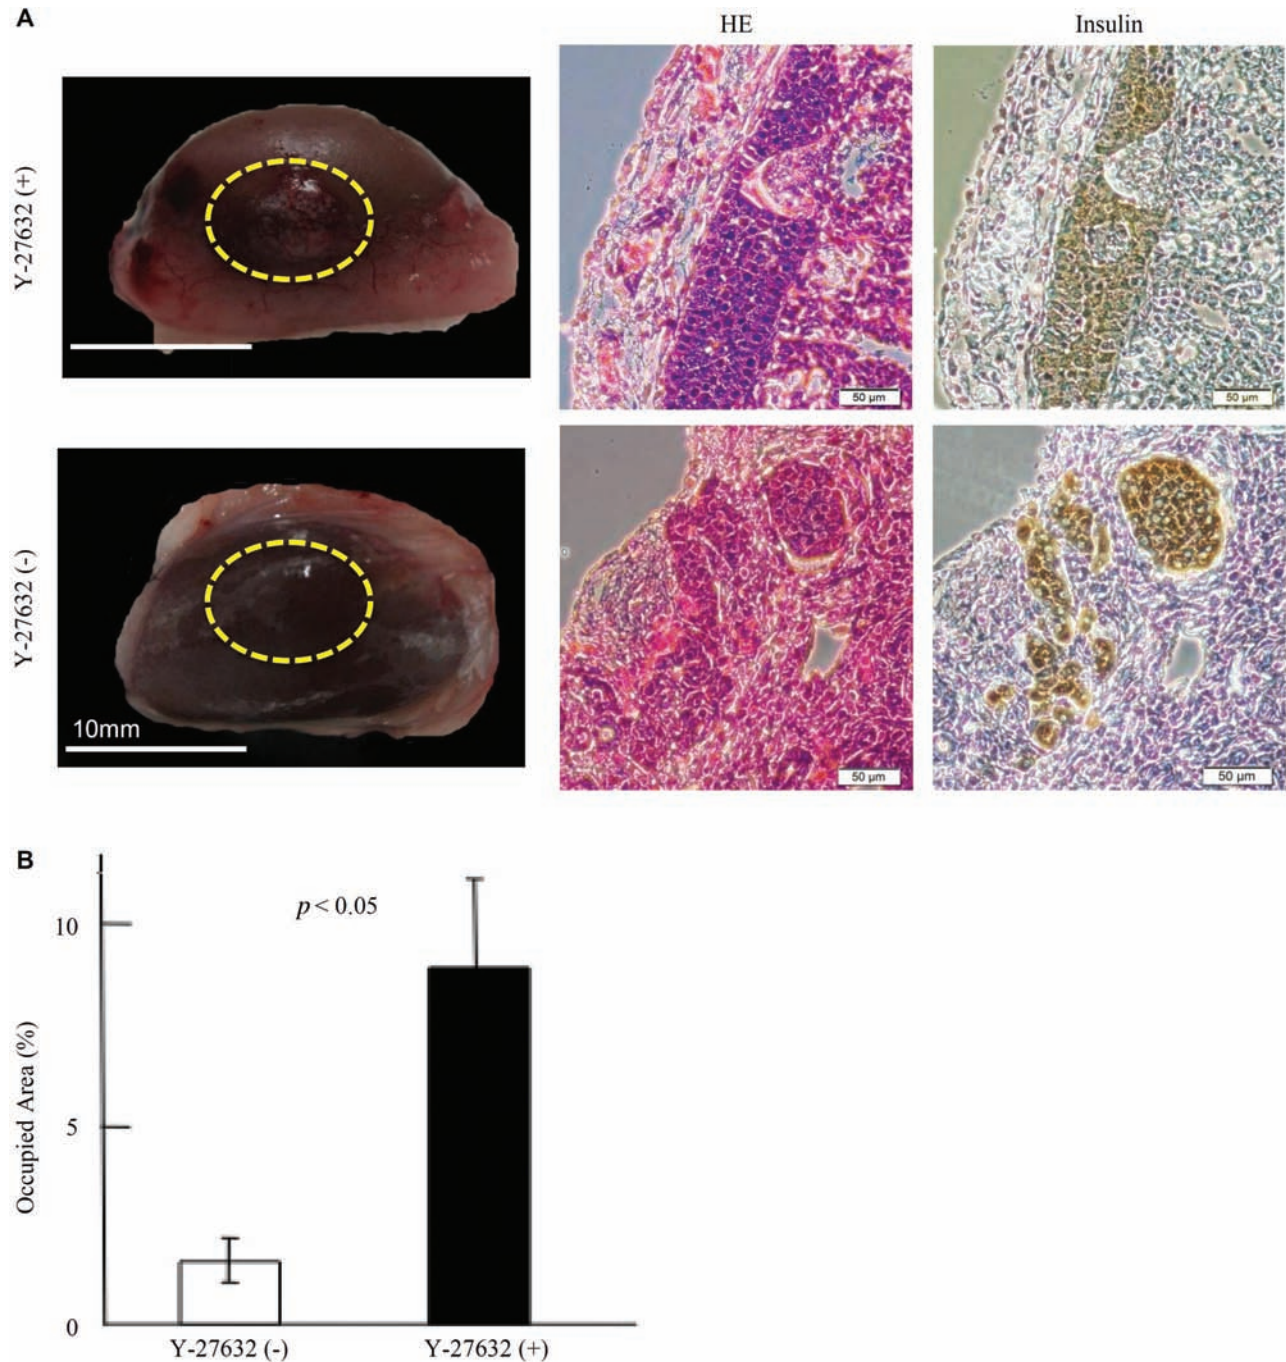 A
HE
Insulin
Y-27632 (+)
50 µm
50 µm
Y-27632 (-)
10mm
50 µm
50 µm
B
p < 0.05
10
5
0
Occupied Area (%)
Y-27632 (-)
Y-27632 (+)